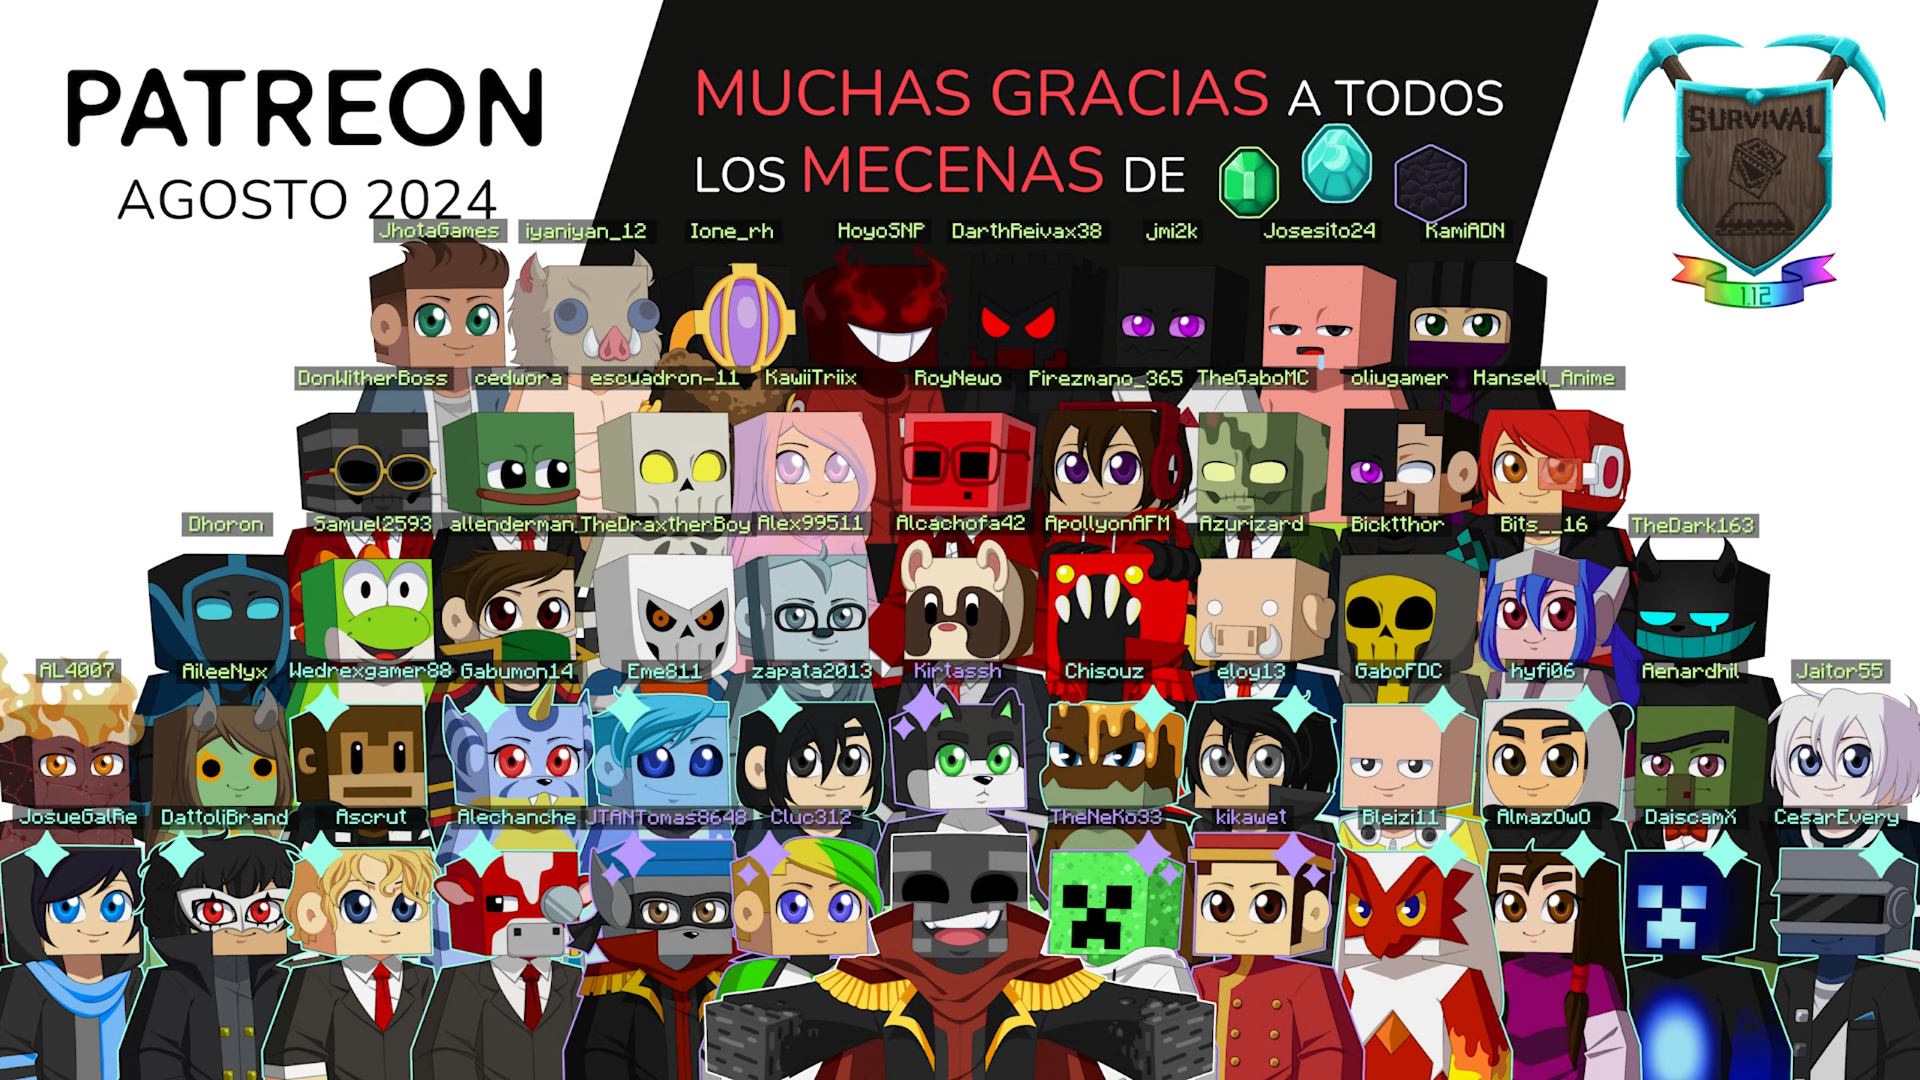 PATREON
AGOSTO 2024
MUCHAS GRACIAS A TODOS
LOS MECENAS DE
SURVIVAL
1.12
JhotaGames iyaniyan_12 Ione_rh HoyoSNP DarthReivax38 jmi2k Josesito24 KamiADN
DonWitherBoss cedwora escuadron-11 KawiiTriix RoyNewo Pirezmano_365 TheGaboMC oliugamer Hansell_Anime
Dhoron Samuel2593 allenderman_ TheDraxtherBoy Alex99511 Alcachofa42 ApollyonAFM Azurizard Bicktthor Bits__16 TheDark163
AL4007 AileeNyx Wedrexgamer88 Gabumon14 Eme811 zapata2013 Kirtassh Chisouz eloy13 GaboFDC hyfi06 Aenardhil Jaitor55
JosueGalRe DattoliBrand Ascrut Alechanche JTANTomas8648 Cluc312 TheNeKo33 kikawet Bleizi11 AlmazOwO DaiscamX CesarEvery